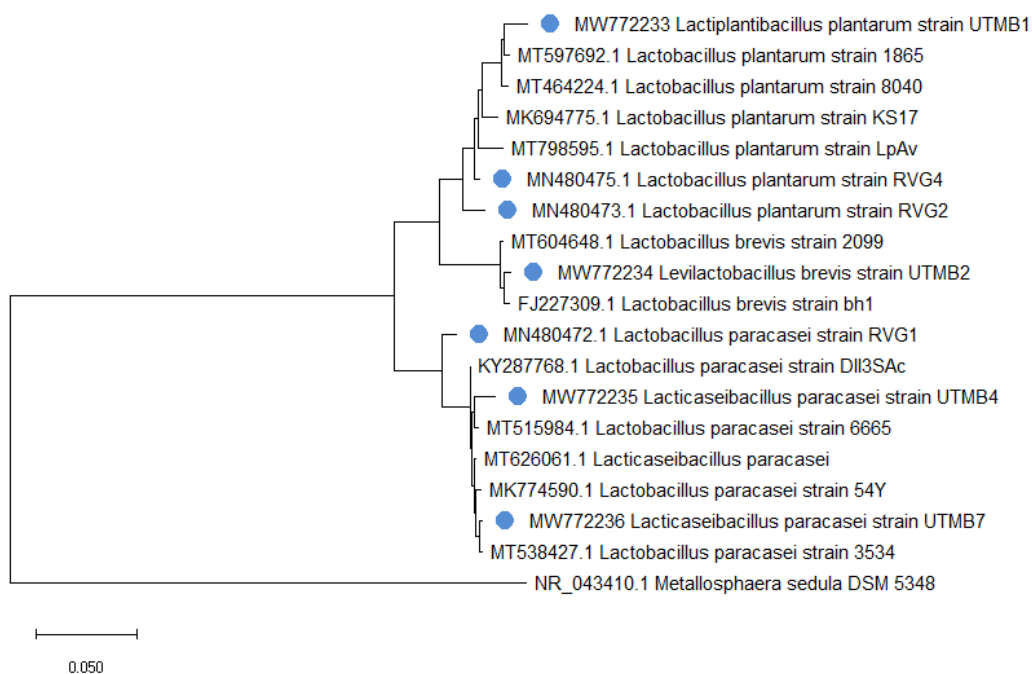 MW772233 Lactiplantibacillus plantarum strain UTMB1
MT597692.1 Lactobacillus plantarum strain 1865
MT464224.1 Lactobacillus plantarum strain 8040
MK694775.1 Lactobacillus plantarum strain KS17
MT798595.1 Lactobacillus plantarum strain LpAv
MN480475.1 Lactobacillus plantarum strain RVG4
MN480473.1 Lactobacillus plantarum strain RVG2
MT604648.1 Lactobacillus brevis strain 2099
MW772234 Levilactobacillus brevis strain UTMB2
FJ227309.1 Lactobacillus brevis strain bh1
MN480472.1 Lactobacillus paracasei strain RVG1
KY287768.1 Lactobacillus paracasei strain DII3SAc
MW772235 Lacticaseibacillus paracasei strain UTMB4
MT515984.1 Lactobacillus paracasei strain 6665
MT626061.1 Lacticaseibacillus paracasei
MK774590.1 Lactobacillus paracasei strain 54Y
MW772236 Lacticaseibacillus paracasei strain UTMB7
MT538427.1 Lactobacillus paracasei strain 3534
NR_043410.1 Metallosphaera sedula DSM 5348
0.050